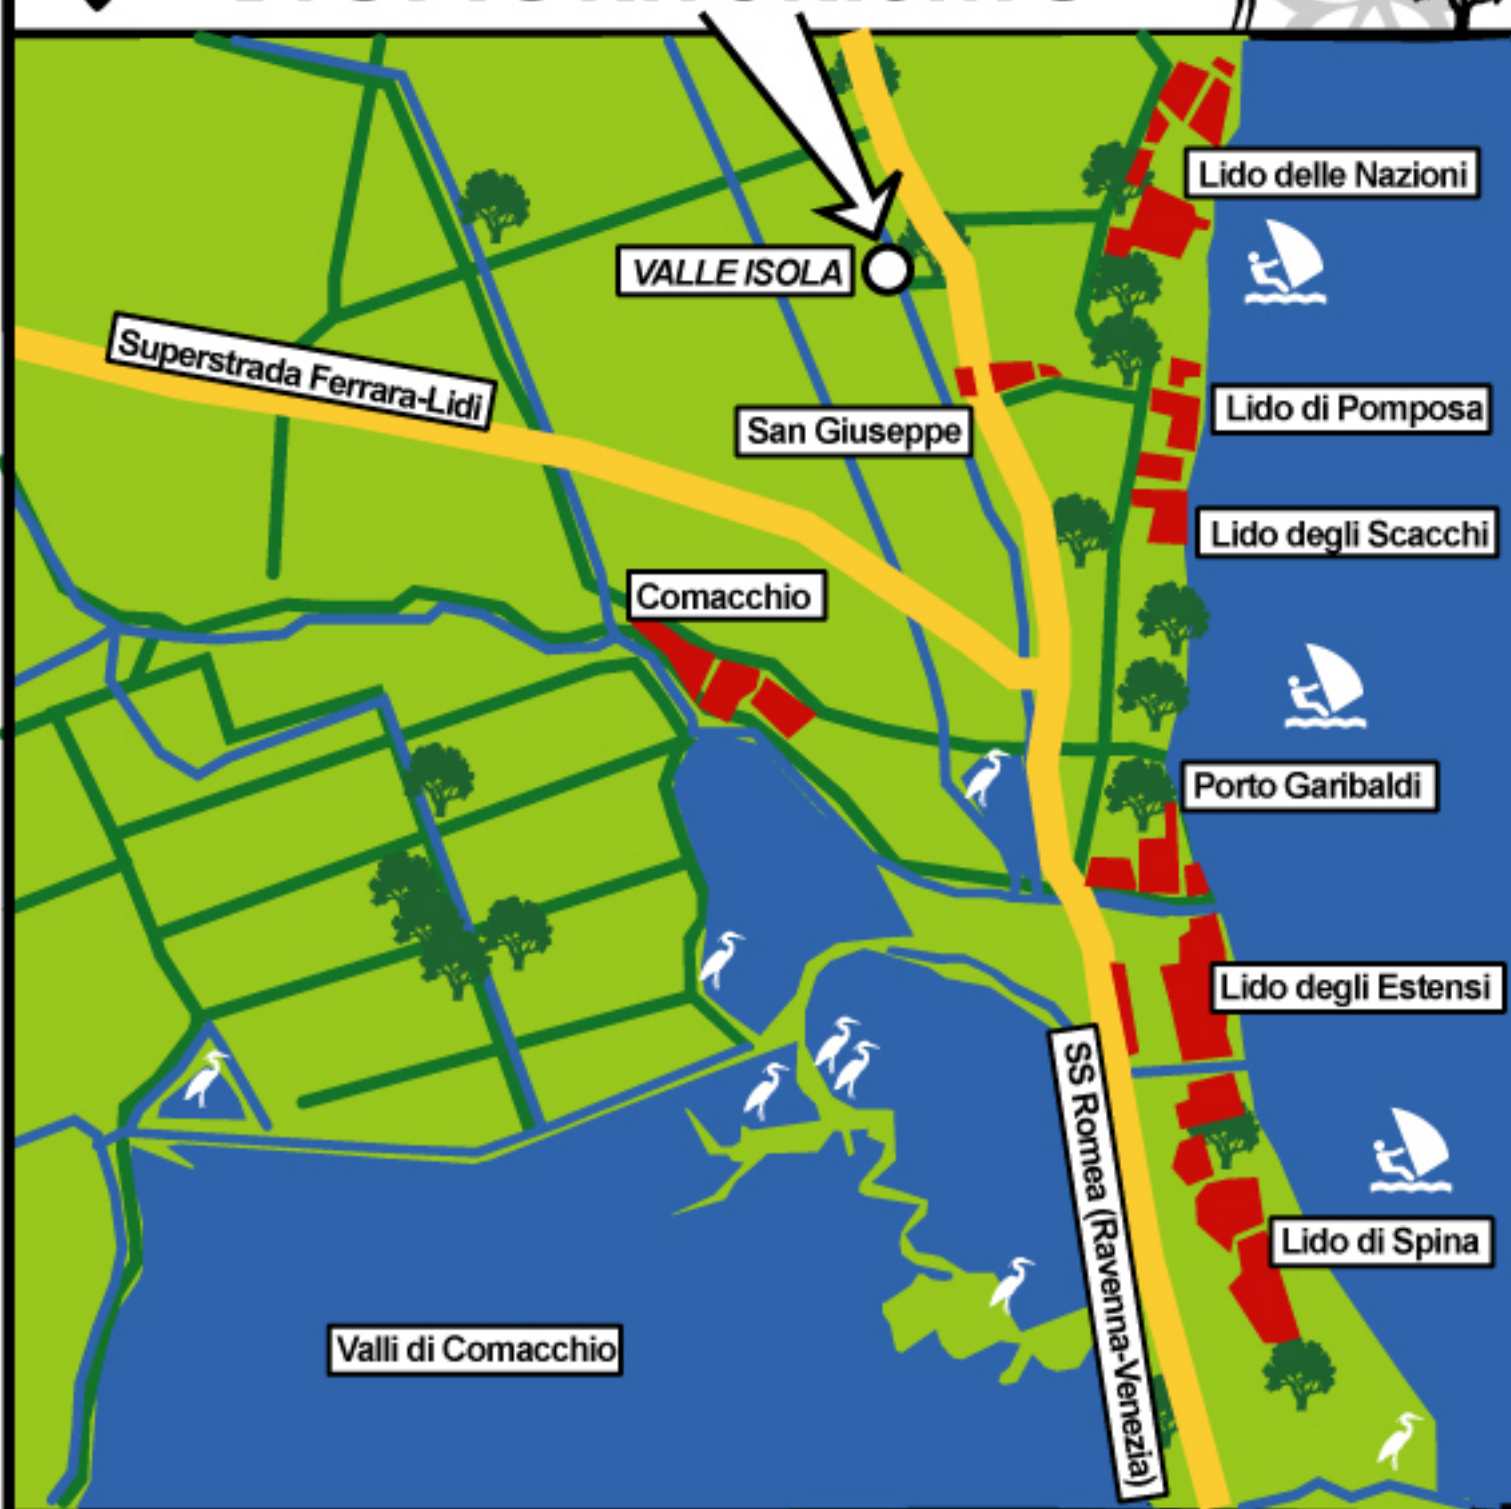 Lido delle Nazioni
VALLE ISOLA
Superstrada Ferrara-Lidi
Lido di Pomposa
San Giuseppe
Lido degli Scacchi
Comacchio
Porto Garibaldi
Lido degli Estensi
SS Romea (Ravenna-Venezia)
Lido di Spina
Valli di Comacchio